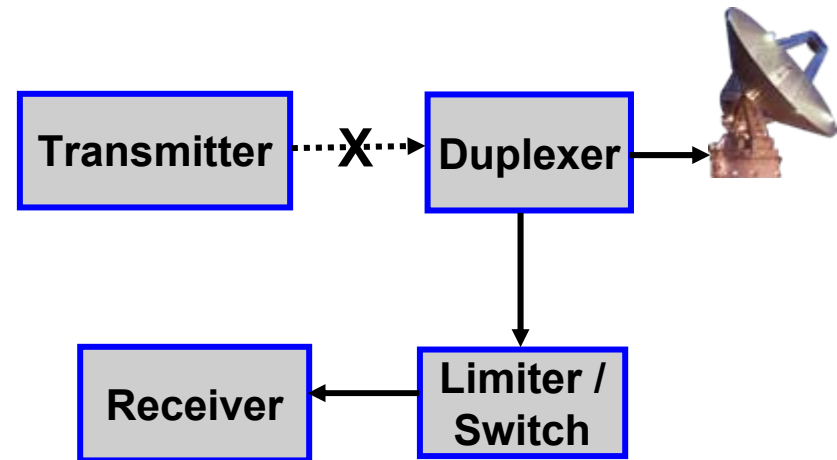 Transmitter
X
Duplexer
Receiver
Limiter /
Switch